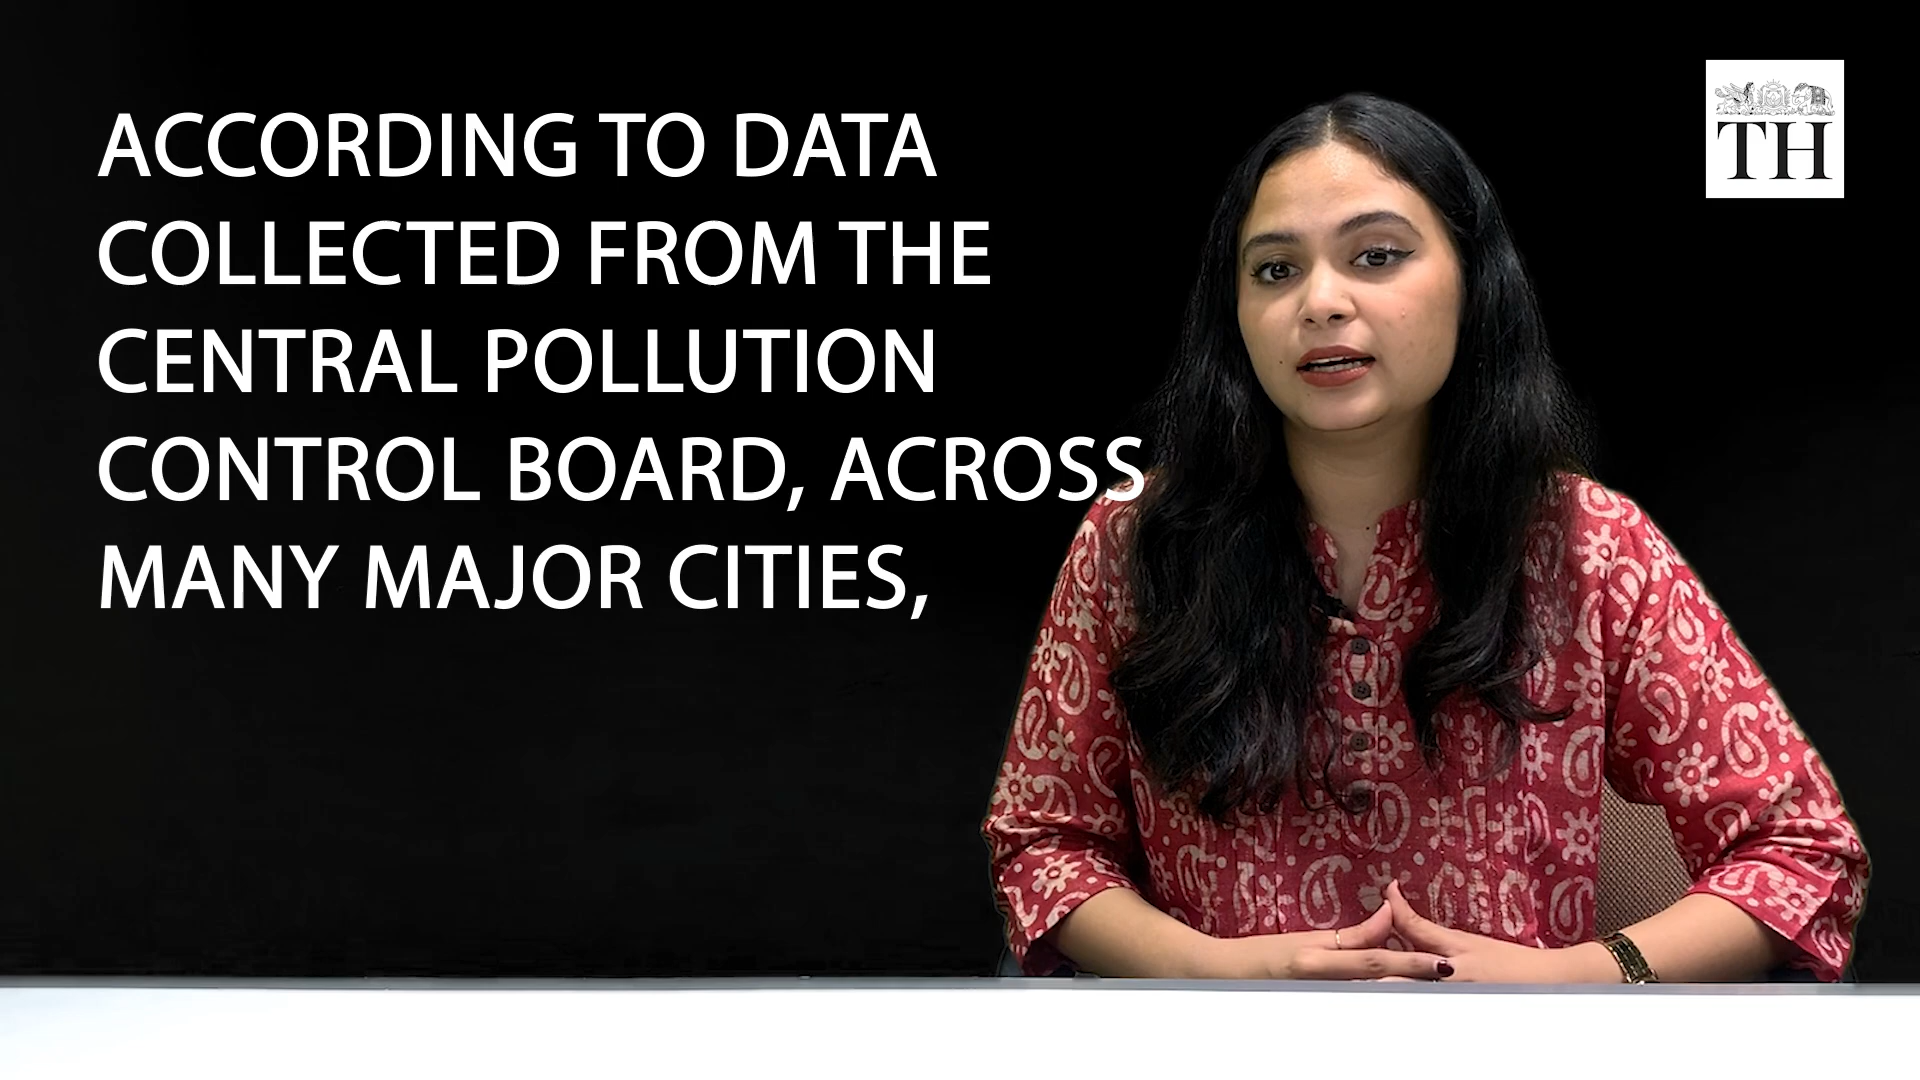 ACCORDING TO DATA
COLLECTED FROM THE
CENTRAL POLLUTION
CONTROL BOARD, ACROSS
MANY MAJOR CITIES,
TH